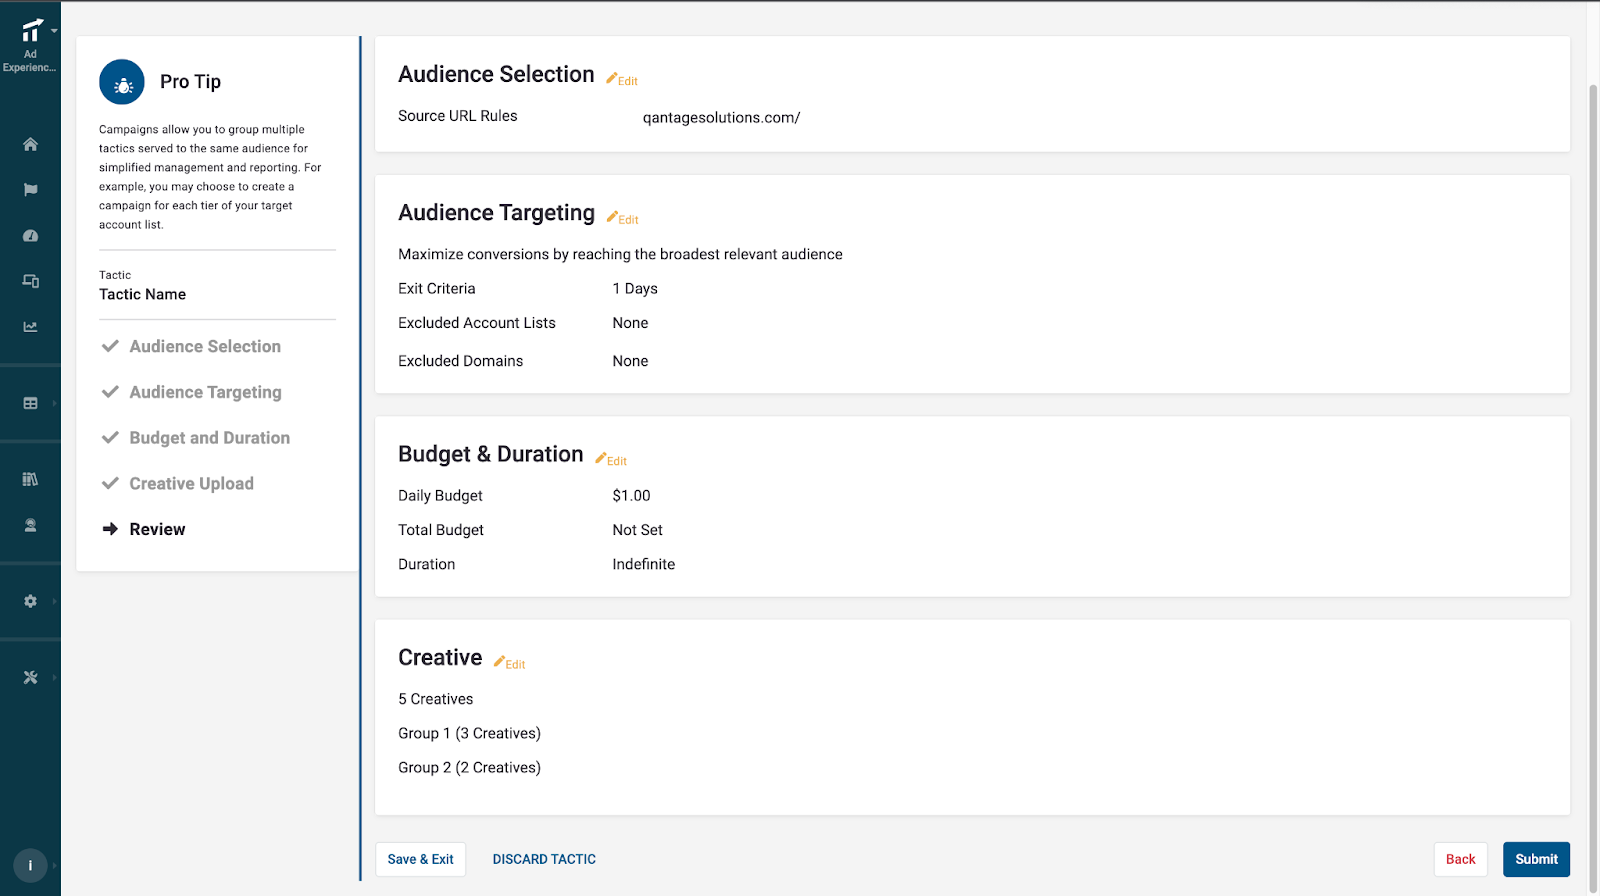 Ad
Experienc...
Pro Tip
Campaigns allow you to group multiple
tactics served to the same audience for
simplified management and reporting. For
example, you may choose to create a
campaign for each tier of your target
account list.
Tactic
Tactic Name
Audience Selection
Audience Targeting
Budget and Duration
Creative Upload
Review
Audience Selection Edit
Source URL Rules qantagesolutions.com/
Audience Targeting Edit
Maximize conversions by reaching the broadest relevant audience
Exit Criteria 1 Days
Excluded Account Lists None
Excluded Domains None
Budget & Duration Edit
Daily Budget $1.00
Total Budget Not Set
Duration Indefinite
Creative Edit
5 Creatives
Group 1 (3 Creatives)
Group 2 (2 Creatives)
i
Save & Exit DISCARD TACTIC Back Submit